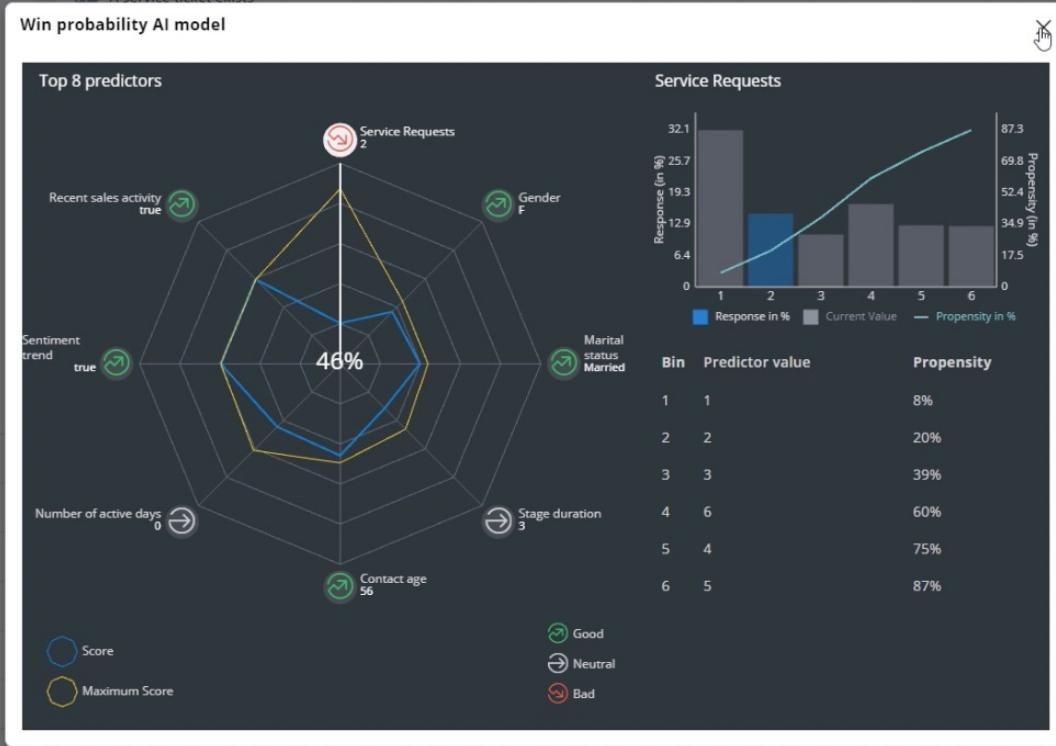 Win probability AI model
Top 8 predictors
Service Requests
2
Recent sales activity
true
Gender
F
Sentiment
trend
true
46%
Marital
status
Married
Number of active days
0
Stage duration
3
Contact age
56
Score
Maximum Score
Good
Neutral
Bad
Service Requests
Response (in %)
32.1
25.7
19.3
12.9
6.4
0
87.3
69.8
52.4
34.9
17.5
0
Propensity (in %)
1 2 3 4 5 6
Response in % Current Value Propensity in %
Bin Predictor value Propensity
1 1 8%
2 2 20%
3 3 39%
4 6 60%
5 4 75%
6 5 87%